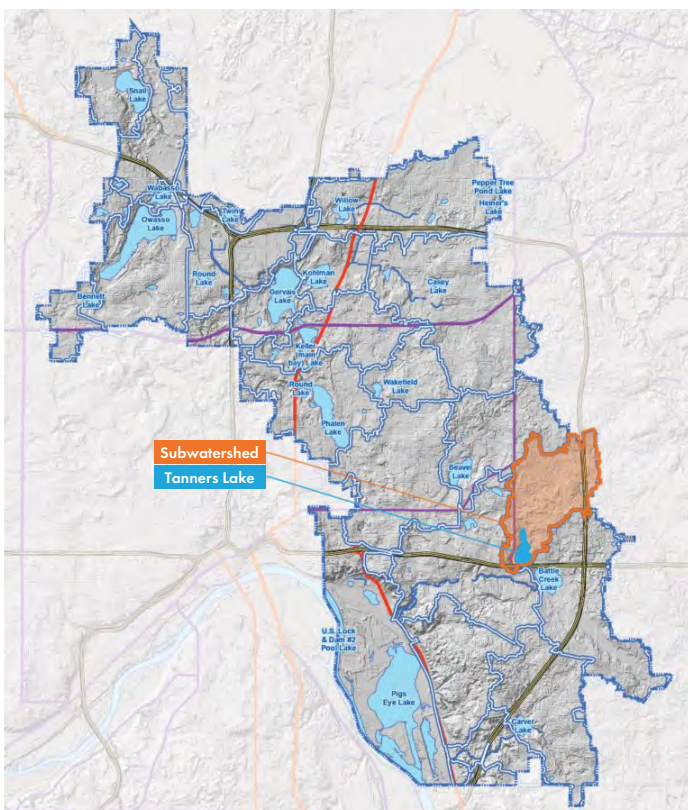 Snail
Lake
Pepper Tree
Pond Lake
Heiner's
Lake
Wabasso
Lake
Willow
Lake
Owasso
Lake
Twin
Lake
Round
Lake
Kohlman
Lake
Casey
Lake
Bennett
Lake
Gervais
Lake
Keller
(main
bay) Lake
Round
Lake
Wakefield
Lake
Phalen
Lake
Subwatershed
Tanners Lake
Beaver
Lake
Battle
Creek
Lake
U.S. Lock
& Dam #2
Pool Lake
Pigs
Eye Lake
Carver
Lake